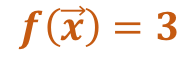 f(x⃗) = 3